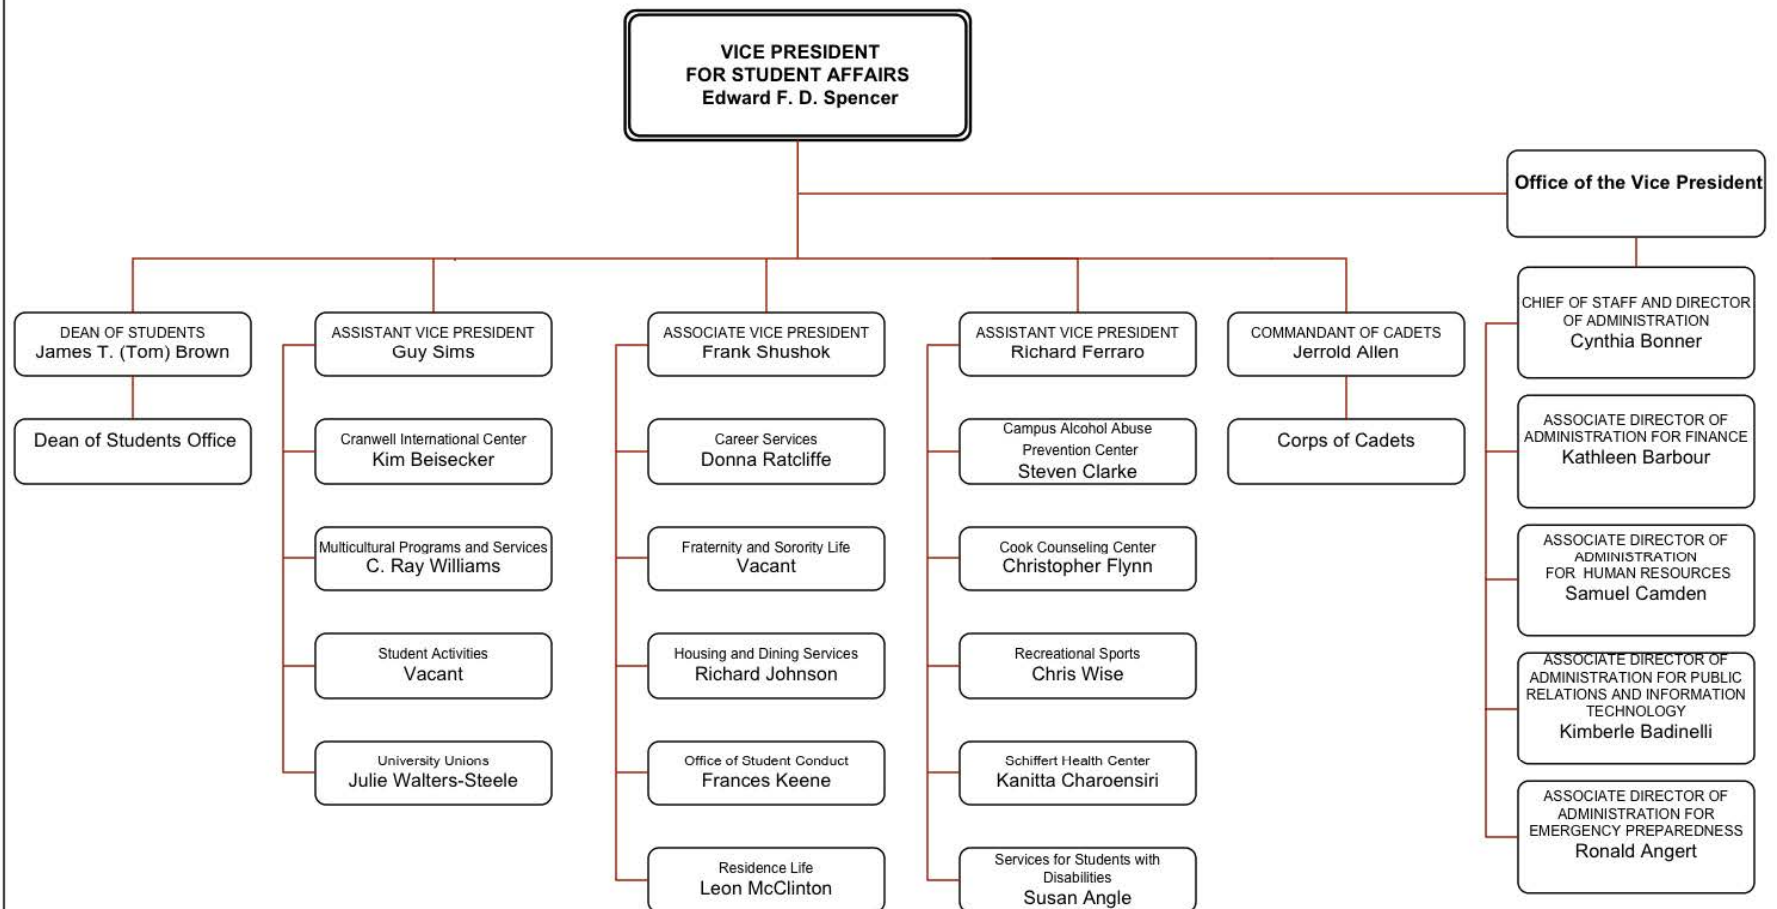 VICE PRESIDENT
FOR STUDENT AFFAIRS
Edward F. D. Spencer
Office of the Vice President
DEAN OF STUDENTS
James T. (Tom) Brown
Dean of Students Office
ASSISTANT VICE PRESIDENT
Guy Sims
Cranwell International Center
Kim Beisecker
Multicultural Programs and Services
C. Ray Williams
Student Activities
Vacant
University Unions
Julie Walters-Steele
ASSOCIATE VICE PRESIDENT
Frank Shushok
Career Services
Donna Ratcliffe
Fraternity and Sorority Life
Vacant
Housing and Dining Services
Richard Johnson
Office of Student Conduct
Frances Keene
Residence Life
Leon McClinton
ASSISTANT VICE PRESIDENT
Richard Ferraro
Campus Alcohol Abuse
Prevention Center
Steven Clarke
Cook Counseling Center
Christopher Flynn
Recreational Sports
Chris Wise
Schiffert Health Center
Kanitta Charoensiri
Services for Students with
Disabilities
Susan Angle
COMMANDANT OF CADETS
Jerrold Allen
Corps of Cadets
CHIEF OF STAFF AND DIRECTOR
OF ADMINISTRATION
Cynthia Bonner
ASSOCIATE DIRECTOR OF
ADMINISTRATION FOR FINANCE
Kathleen Barbour
ASSOCIATE DIRECTOR OF
ADMINISTRATION
FOR HUMAN RESOURCES
Samuel Camden
ASSOCIATE DIRECTOR OF
ADMINISTRATION FOR PUBLIC
RELATIONS AND INFORMATION
TECHNOLOGY
Kimberle Badinelli
ASSOCIATE DIRECTOR OF
ADMINISTRATION FOR
EMERGENCY PREPAREDNESS
Ronald Angert